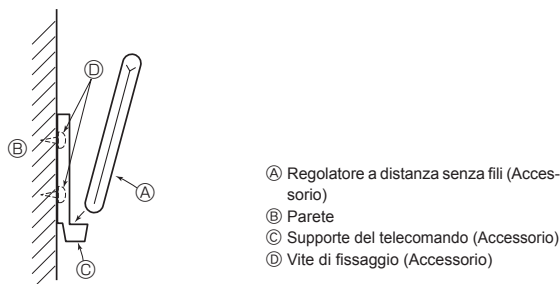 Ⓓ
Ⓑ
Ⓐ
Ⓒ
Ⓐ Regolatore a distanza senza fili (Acces-
sorio)
Ⓑ Parete
Ⓒ Supporte del telecomando (Accessorio)
Ⓓ Vite di fissaggio (Accessorio)